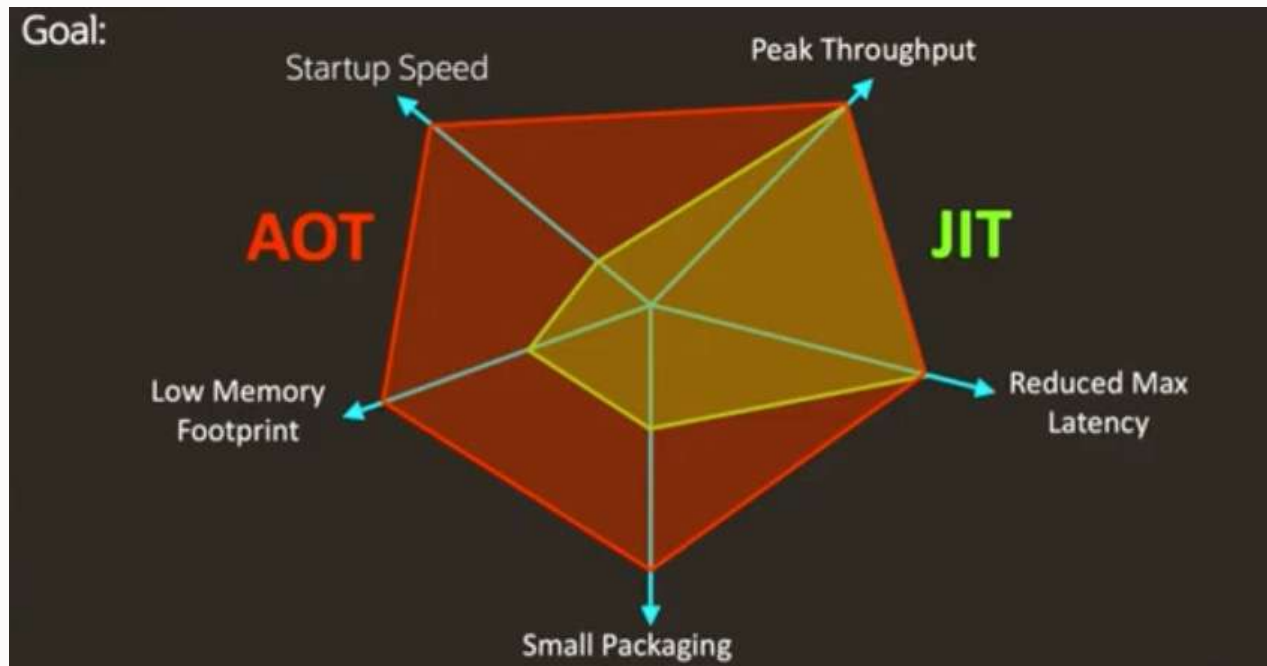 Goal:
Startup Speed
Peak Throughput
AOT
JIT
Low Memory
Footprint
Reduced Max
Latency
Small Packaging